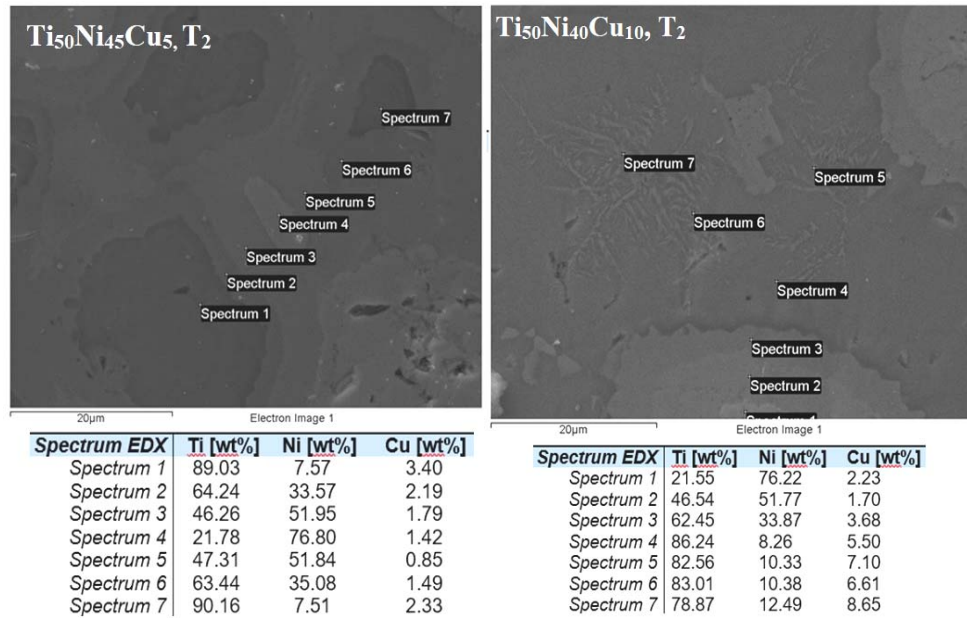 Ti₅₀Ni₄₅Cu₅, T₂
Spectrum 7
Spectrum 6
Spectrum 5
Spectrum 4
Spectrum 3
Spectrum 2
Spectrum 1
20µm
Electron Image 1
Spectrum EDX Ti [wt%] Ni [wt%] Cu [wt%]
Spectrum 1 89.03 7.57 3.40
Spectrum 2 64.24 33.57 2.19
Spectrum 3 46.26 51.95 1.79
Spectrum 4 21.78 76.80 1.42
Spectrum 5 47.31 51.84 0.85
Spectrum 6 63.44 35.08 1.49
Spectrum 7 90.16 7.51 2.33
Ti₅₀Ni₄₀Cu₁₀, T₂
Spectrum 7
Spectrum 5
Spectrum 6
Spectrum 4
Spectrum 3
Spectrum 2
Spectrum 1
20µm
Electron Image 1
Spectrum EDX Ti [wt%] Ni [wt%] Cu [wt%]
Spectrum 1 21.55 76.22 2.23
Spectrum 2 46.54 51.77 1.70
Spectrum 3 62.45 33.87 3.68
Spectrum 4 86.24 8.26 5.50
Spectrum 5 82.56 10.33 7.10
Spectrum 6 83.01 10.38 6.61
Spectrum 7 78.87 12.49 8.65